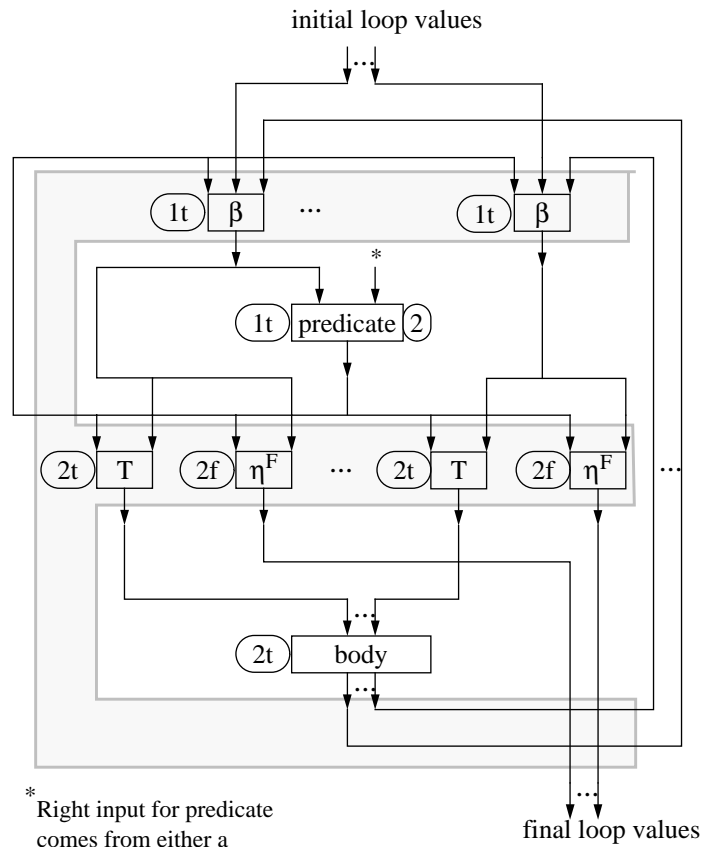 initial loop values
...
1t β ... 1t β
*
1t predicate 2
2t T 2f η^F ... 2t T 2f η^F ...
...
2t body
...
...
* Right input for predicate
comes from either a
final loop values